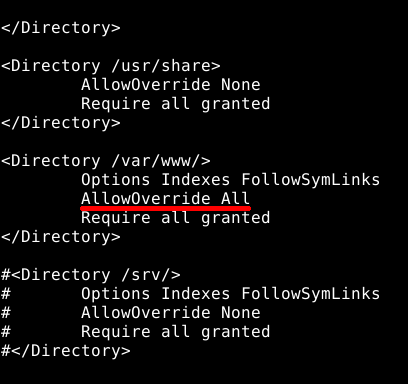 </Directory>
<Directory /usr/share>
        AllowOverride None
        Require all granted
</Directory>
<Directory /var/www/>
        Options Indexes FollowSymLinks
        AllowOverride All
        Require all granted
</Directory>
#<Directory /srv/>
#       Options Indexes FollowSymLinks
#       AllowOverride None
#       Require all granted
#</Directory>